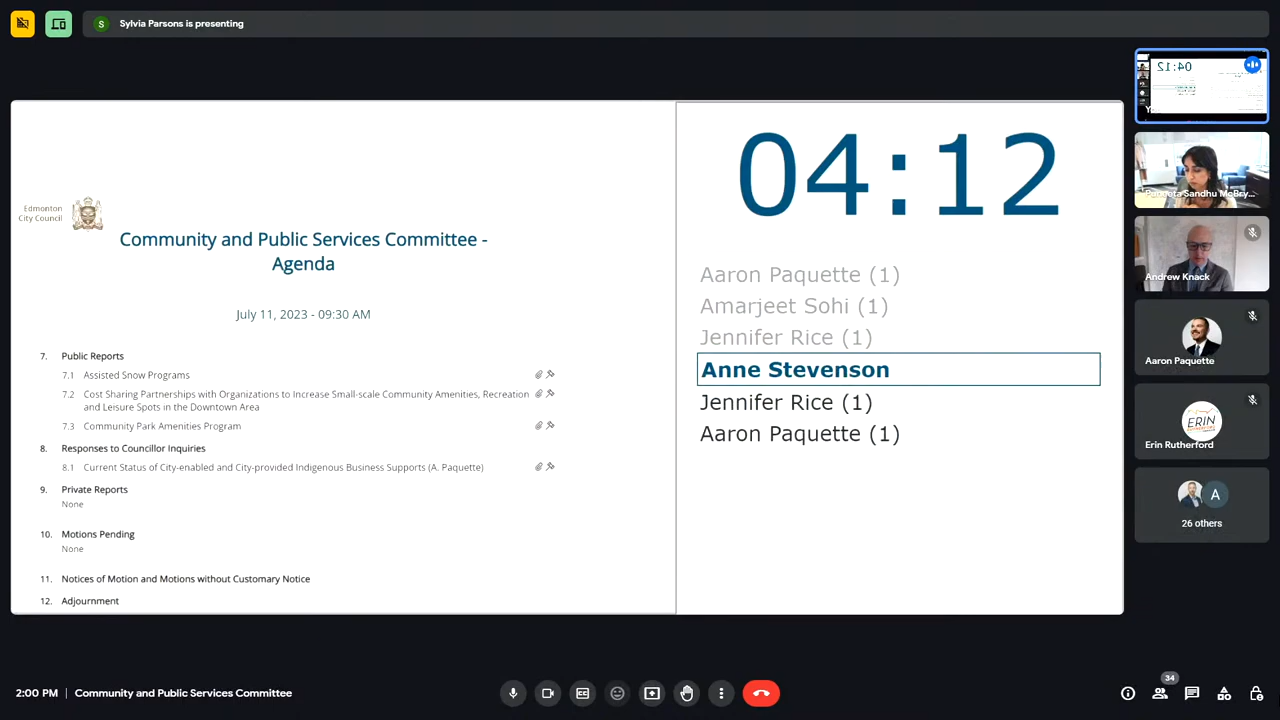 S Sylvia Parsons is presenting
Edmonton
City Council
Community and Public Services Committee -
Agenda
July 11, 2023 - 09:30 AM
7. Public Reports
7.1 Assisted Snow Programs
7.2 Cost Sharing Partnerships with Organizations to Increase Small-scale Community Amenities, Recreation
and Leisure Spots in the Downtown Area
7.3 Community Park Amenities Program
8. Responses to Councillor Inquiries
8.1 Current Status of City-enabled and City-provided Indigenous Business Supports (A. Paquette)
9. Private Reports
None
10. Motions Pending
None
11. Notices of Motion and Motions without Customary Notice
12. Adjournment
04:12
Aaron Paquette (1)
Amarjeet Sohi (1)
Jennifer Rice (1)
Anne Stevenson
Jennifer Rice (1)
Aaron Paquette (1)
04:12
Sandhu McBry...
Andrew Knack
Aaron Paquette
ERIN
Erin Rutherford
A
26 others
2:00 PM | Community and Public Services Committee
34